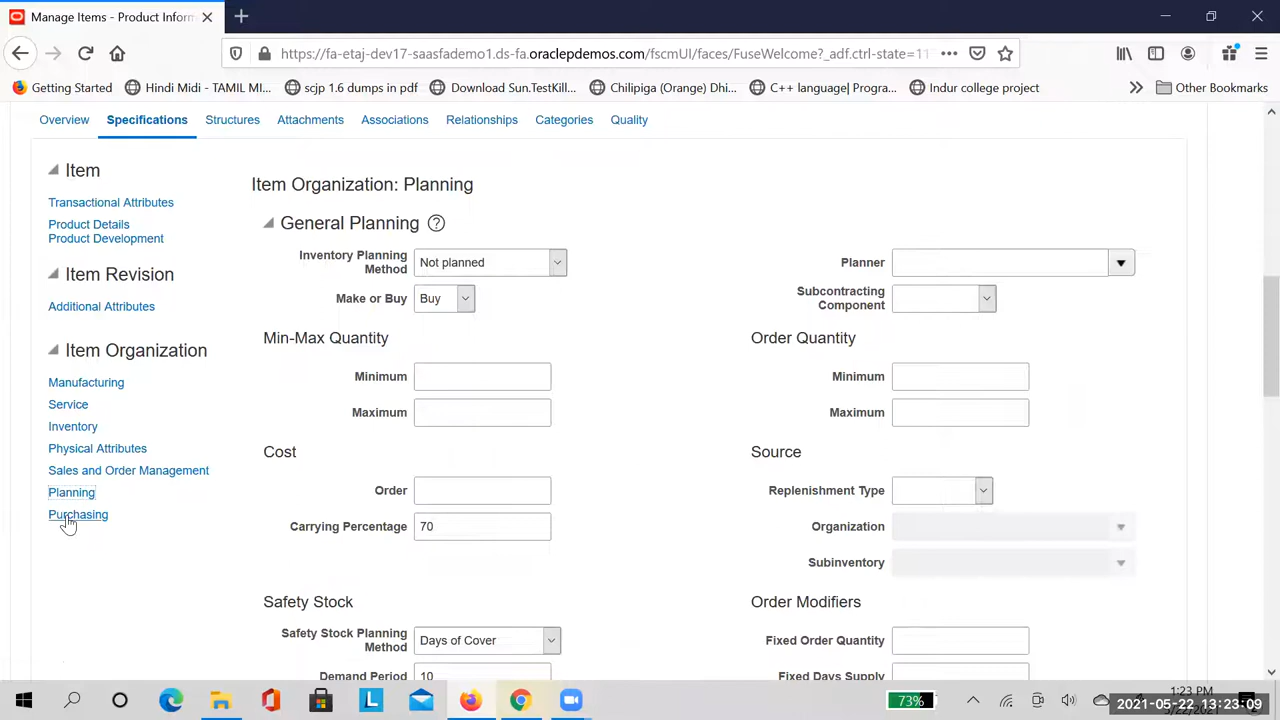 Manage Items - Product Inform
https://fa-etaj-dev17-saasfademo1.ds-fa.oraclepdemos.com/fscmUI/faces/FuseWelcome?_adf.ctrl-state=11
Getting Started
Hindi Midi - TAMIL MI...
scjp 1.6 dumps in pdf
Download Sun.TestKill...
Chilipiga (Orange) Dhi...
C++ language| Progra...
Indur college project
Other Bookmarks
Overview
Specifications
Structures
Attachments
Associations
Relationships
Categories
Quality
Item
Transactional Attributes
Product Details
Product Development
Item Revision
Additional Attributes
Item Organization
Manufacturing
Service
Inventory
Physical Attributes
Sales and Order Management
Planning
Purchasing
Item Organization: Planning
General Planning ?
Inventory Planning
Method
Not planned
Planner
Make or Buy
Buy
Subcontracting
Component
Min-Max Quantity
Order Quantity
Minimum
Minimum
Maximum
Maximum
Cost
Source
Order
Replenishment Type
Carrying Percentage
70
Organization
Subinventory
Safety Stock
Order Modifiers
Safety Stock Planning
Method
Days of Cover
Fixed Order Quantity
Demand Period
10
Fixed Days Supply
73%
1:23 PM
2021-05-22 13:23:09